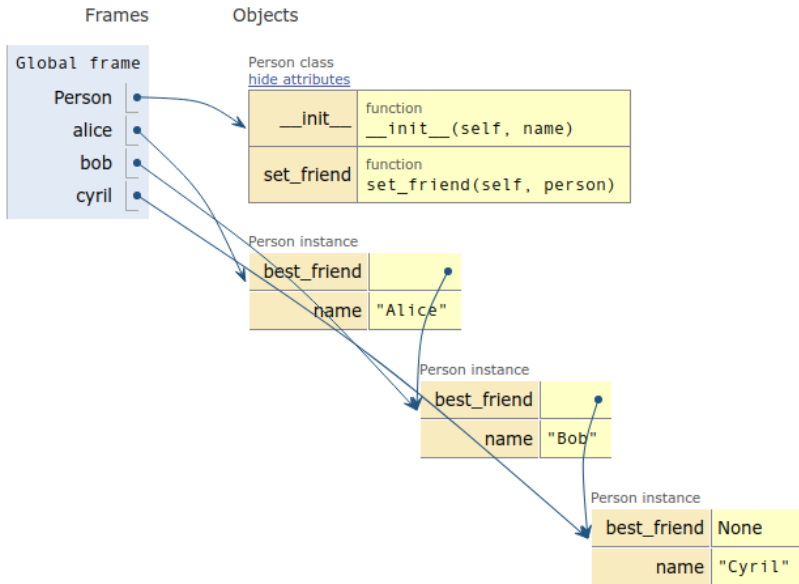 Frames Objects
Global frame
Person
alice
bob
cyril
Person class
hide attributes
__init__ function
__init__(self, name)
set_friend function
set_friend(self, person)
Person instance
best_friend
name "Alice"
Person instance
best_friend
name "Bob"
Person instance
best_friend None
name "Cyril"